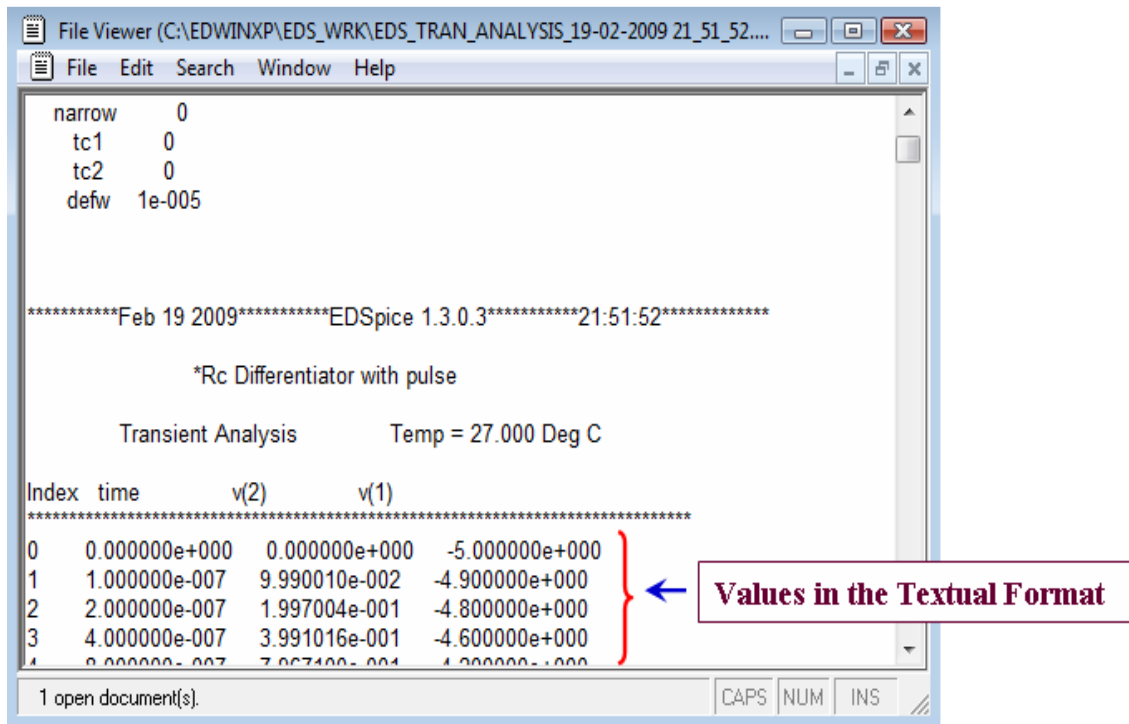 File Viewer (C:\EDWINXP\EDS_WRK\EDS_TRAN_ANALYSIS_19-02-2009 21_51_52....
File Edit Search Window Help
narrow 0
tc1 0
tc2 0
defw 1e-005
***********Feb 19 2009***********EDSpice 1.3.0.3***********21:51:52*************
*Rc Differentiator with pulse
Transient Analysis Temp = 27.000 Deg C
Index time v(2) v(1)
********************************************************************************
0 0.000000e+000 0.000000e+000 -5.000000e+000
1 1.000000e-007 9.990010e-002 -4.900000e+000
2 2.000000e-007 1.997004e-001 -4.800000e+000
3 4.000000e-007 3.991016e-001 -4.600000e+000
Values in the Textual Format
1 open document(s). CAPS NUM INS